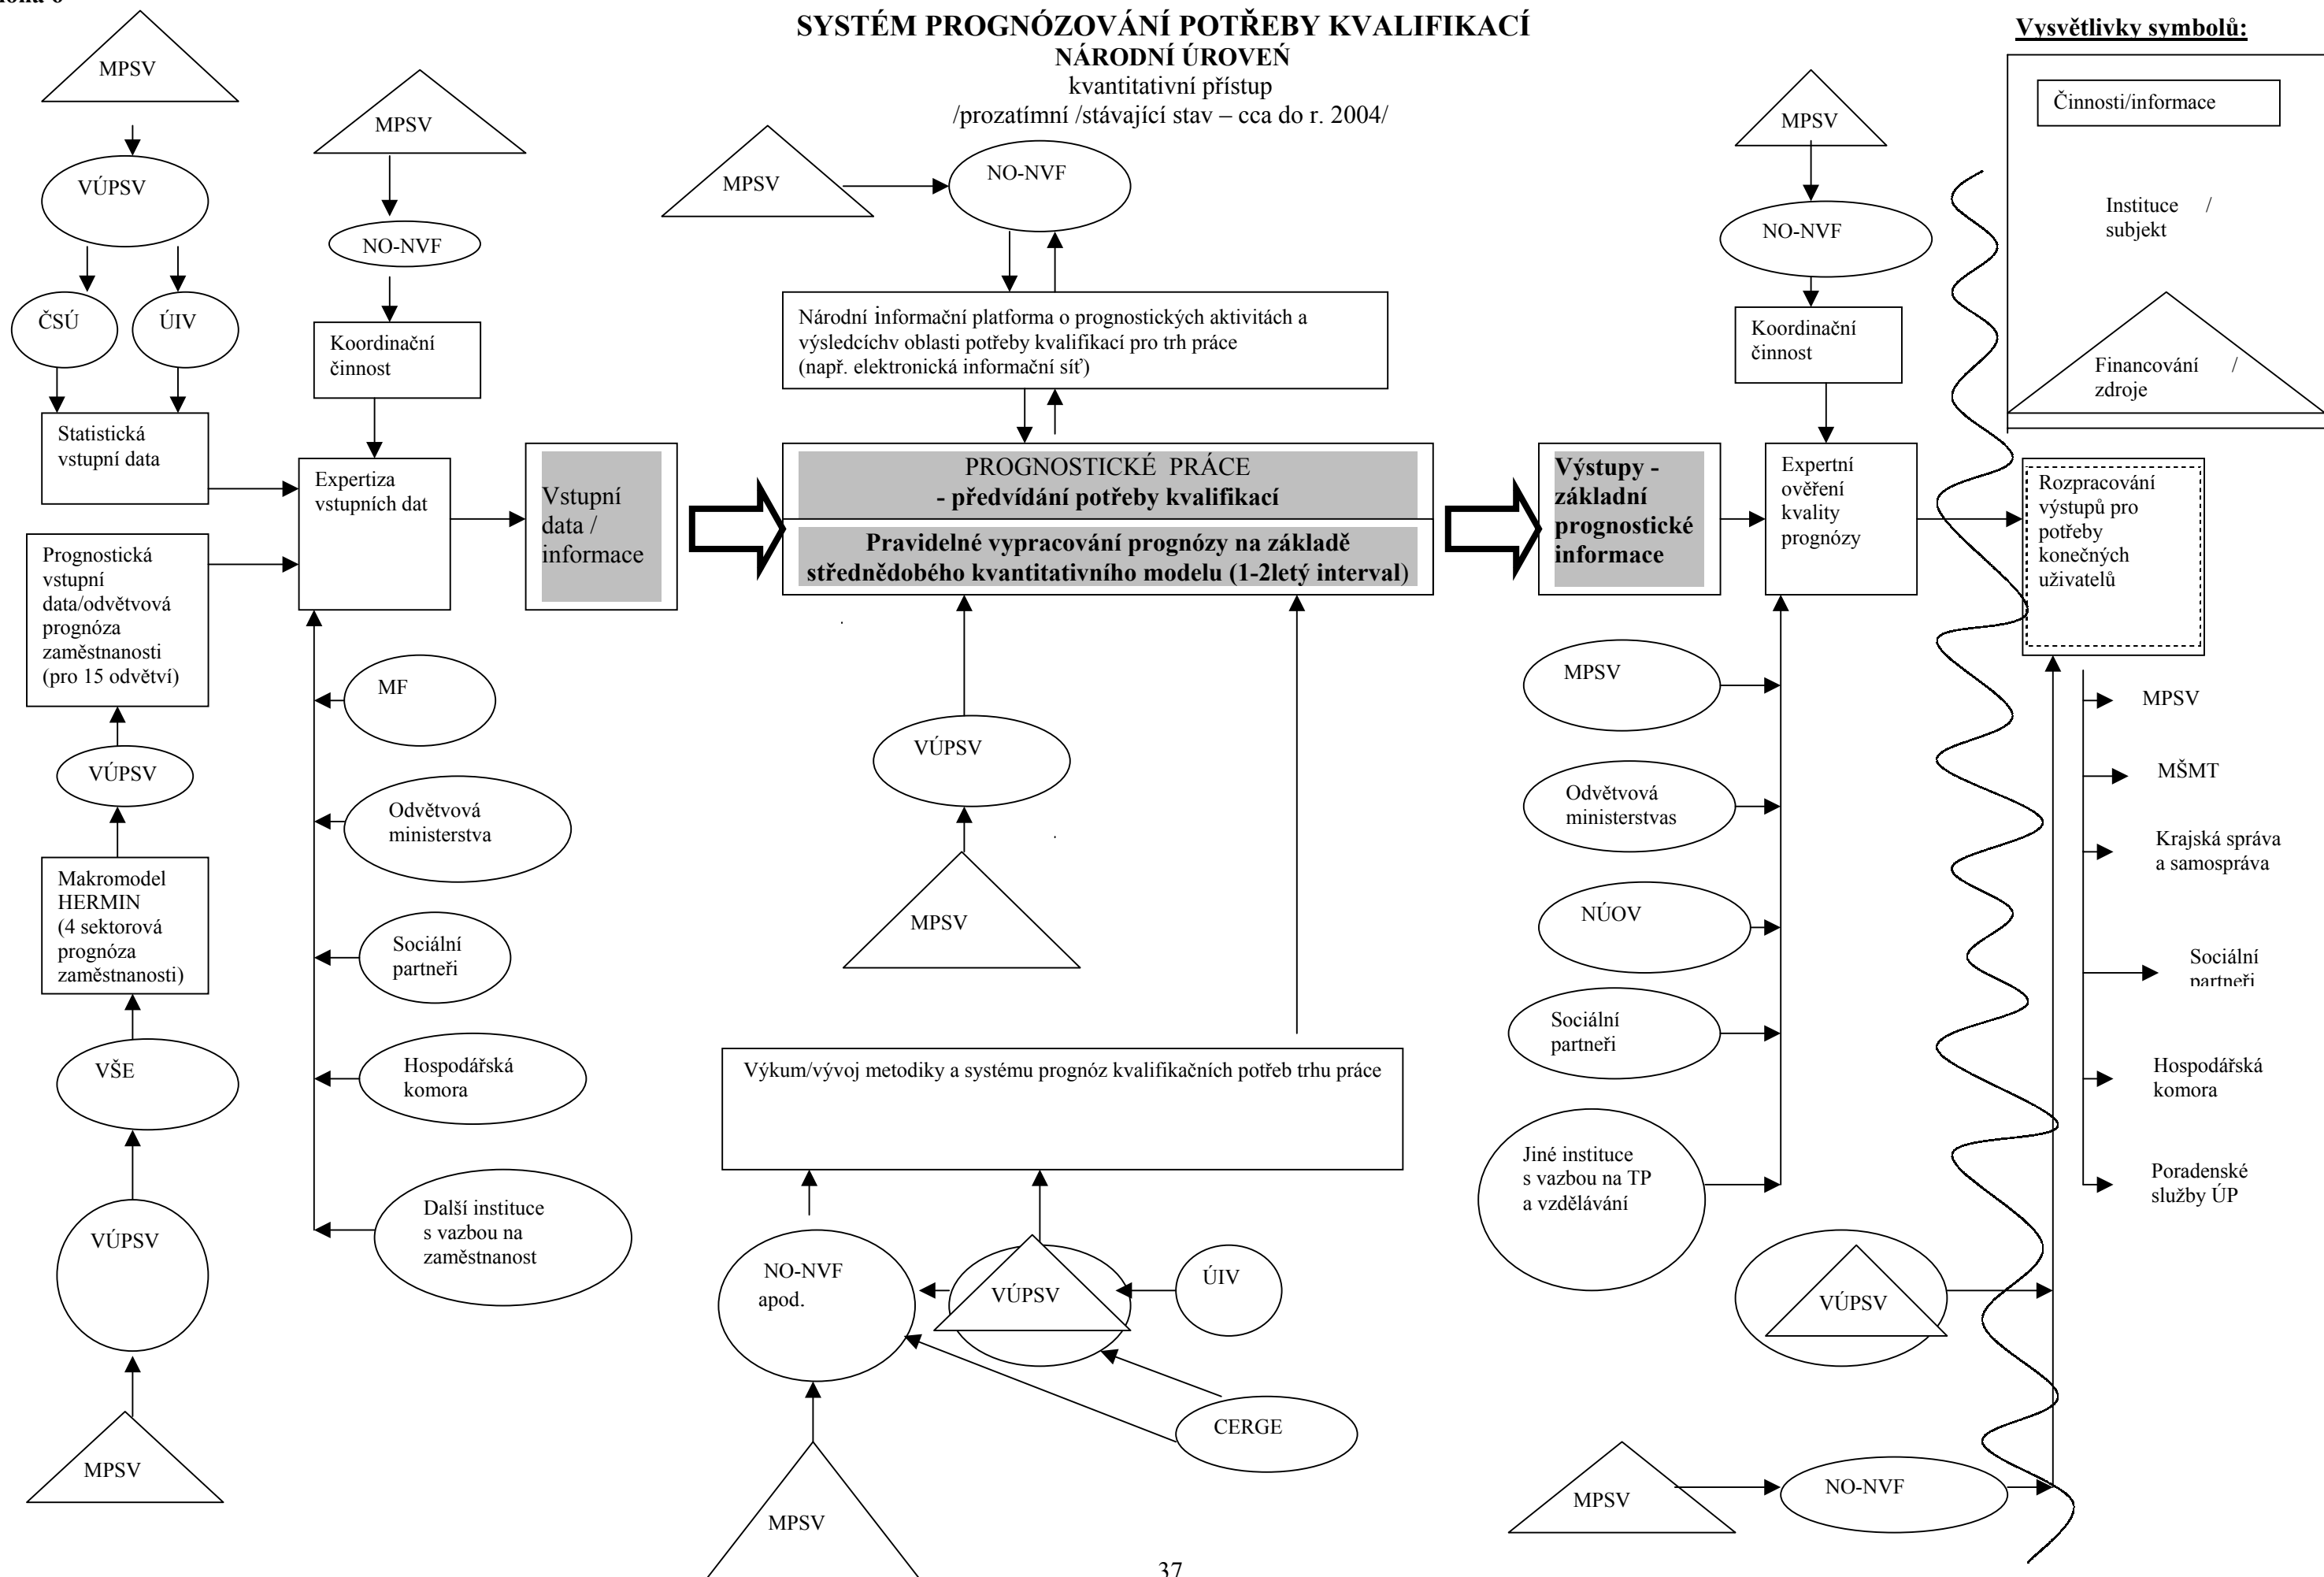 SYSTÉM PROGNÓZOVÁNÍ POTŘEBY KVALIFIKACÍ
NÁRODNÍ ÚROVEŇ
kvantitativní přístup
/prozatímní /stávající stav – cca do r. 2004/
Vysvětlivky symbolů:
Činnosti/informace
Instituce /
subjekt
Financování /
zdroje
MPSV
VÚPSV
ČSÚ
ÚIV
Statistická
vstupní data
Prognostická
vstupní
data/odvětvová
prognóza
zaměstnanosti
(pro 15 odvětví)
VÚPSV
Makromodel
HERMIN
(4 sektorová
prognóza
zaměstnanosti)
VŠE
VÚPSV
MPSV
MPSV
NO-NVF
Koordinační
činnost
Expertiza
vstupních dat
MF
Odvětvová
ministerstva
Sociální
partneři
Hospodářská
komora
Další instituce
s vazbou na
zaměstnanost
Vstupní
data /
informace
MPSV
NO-NVF
Národní informační platforma o prognostických aktivitách a
výsledcíchv oblasti potřeby kvalifikací pro trh práce
(např. elektronická informační síť)
PROGNOSTICKÉ PRÁCE
- předvídání potřeby kvalifikací
Pravidelné vypracování prognózy na základě
střednědobého kvantitativního modelu (1-2letý interval)
VÚPSV
MPSV
Výkum/vývoj metodiky a systému prognóz kvalifikačních potřeb trhu práce
NO-NVF
apod.
VÚPSV
ÚIV
CERGE
MPSV
Výstupy -
základní
prognostické
informace
MPSV
NO-NVF
Koordinační
činnost
Expertní
ověření
kvality
prognózy
MPSV
Odvětvová
ministerstvas
NÚOV
Sociální
partneři
Jiné instituce
s vazbou na TP
a vzdělávání
VÚPSV
MPSV
NO-NVF
Rozpracování
výstupů pro
potřeby
konečných
uživatelů
MPSV
MŠMT
Krajská správa
a samospráva
Sociální
partneři
Hospodářská
komora
Poradenské
služby ÚP
37